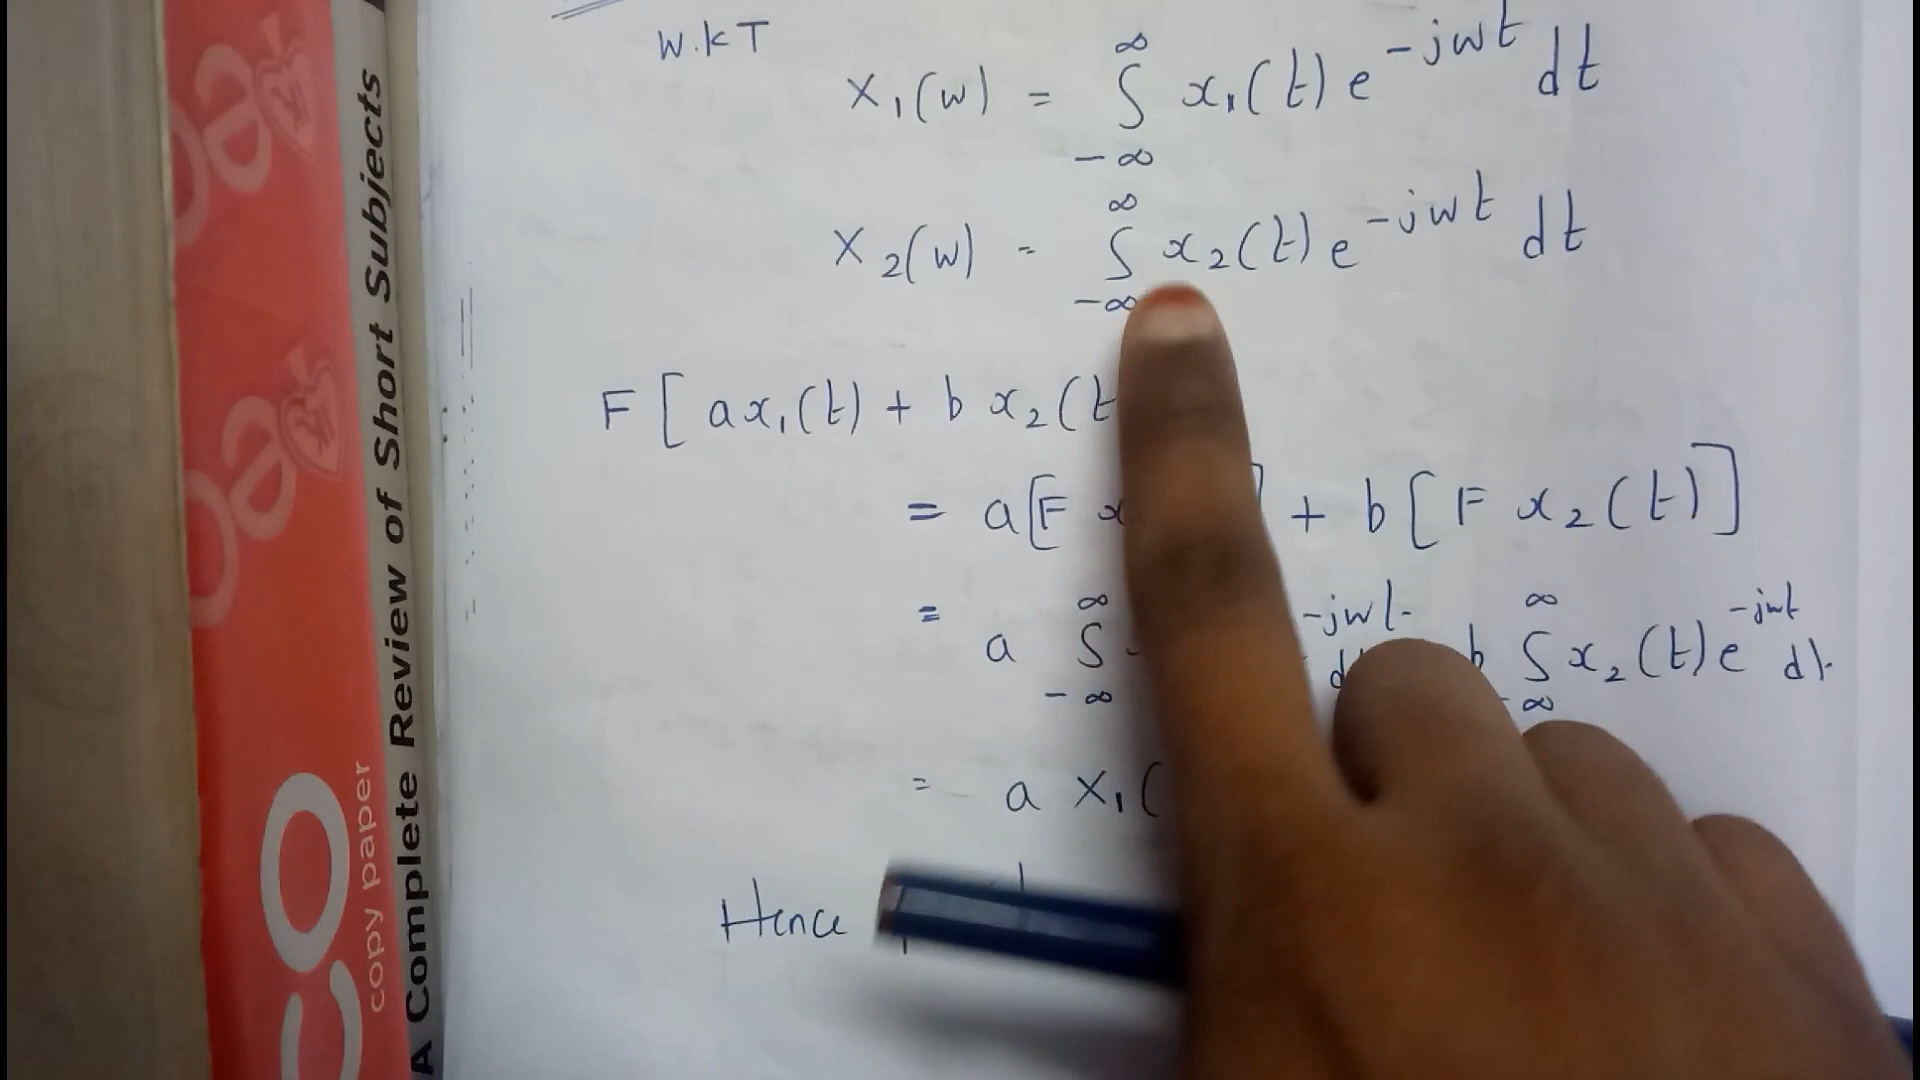 A Complete Review of Short Subjects
copy paper
W.K.T
X₁(w) = ∫_{-∞}^{∞} x₁(t) e^{-jwt} dt
X₂(w) = ∫_{-∞}^{∞} x₂(t) e^{-jwt} dt
F [ a x₁(t) + b x₂(t
= a[F x ] + b [F x₂(t)]
= a ∫_{-∞}^{∞} e^{-jwt} dt b ∫_{-∞}^{∞} x₂(t) e^{-jwt} dt
= a X₁(
Hence